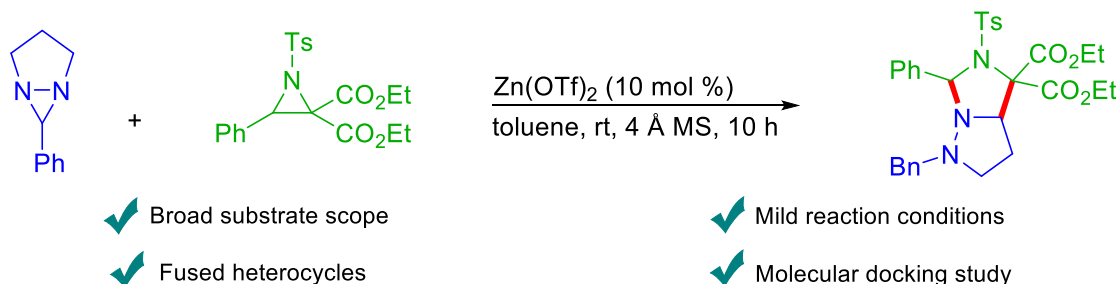 N N
Ph
+
Ts
N
Ph
CO2Et
CO2Et
Zn(OTf)2 (10 mol %)
toluene, rt, 4 Å MS, 10 h
Ts
Ph
N
CO2Et
CO2Et
N
N
Bn
Broad substrate scope
Mild reaction conditions
Fused heterocycles
Molecular docking study